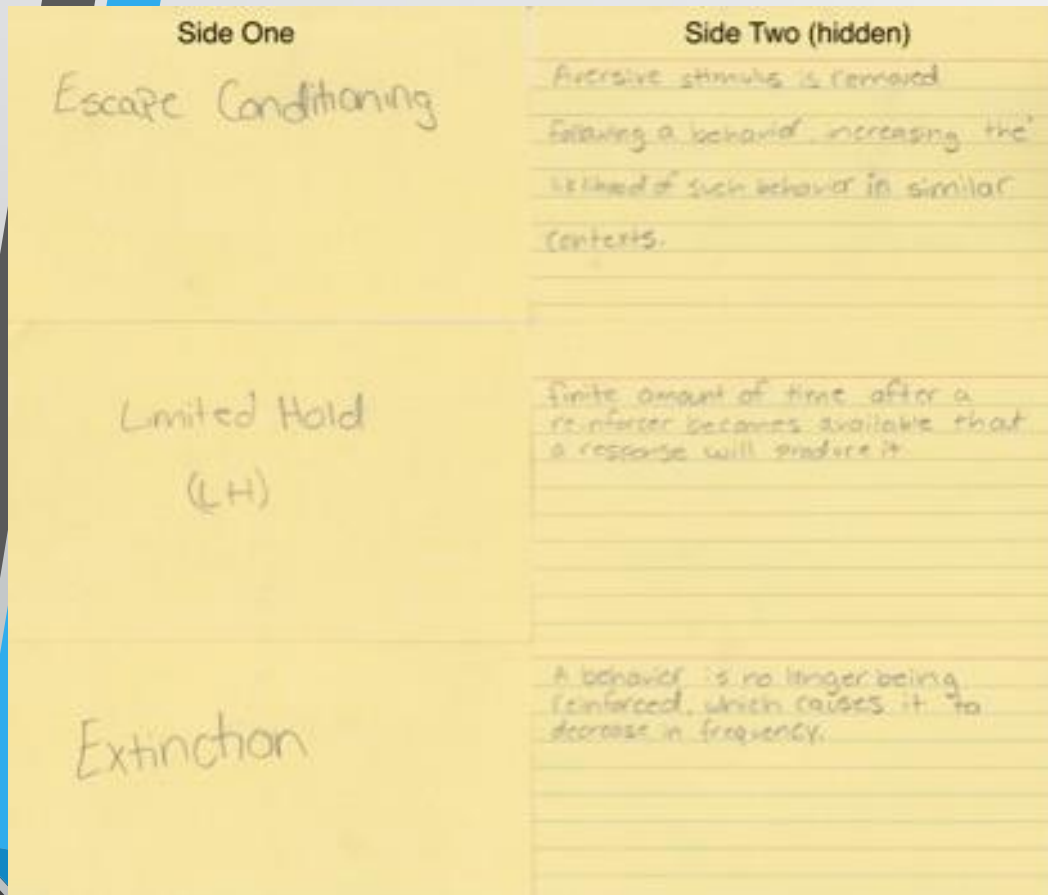 Side One
Side Two (hidden)
Escape Conditioning
Aversive stimulus is removed
following a behavior, increasing the
likelihood of such behavior in similar
contexts.
Limited Hold
(LH)
finite amount of time after a
reinforcer becomes available that
a response will produce it
Extinction
A behavior is no longer being
reinforced, which causes it to
decrease in frequency.